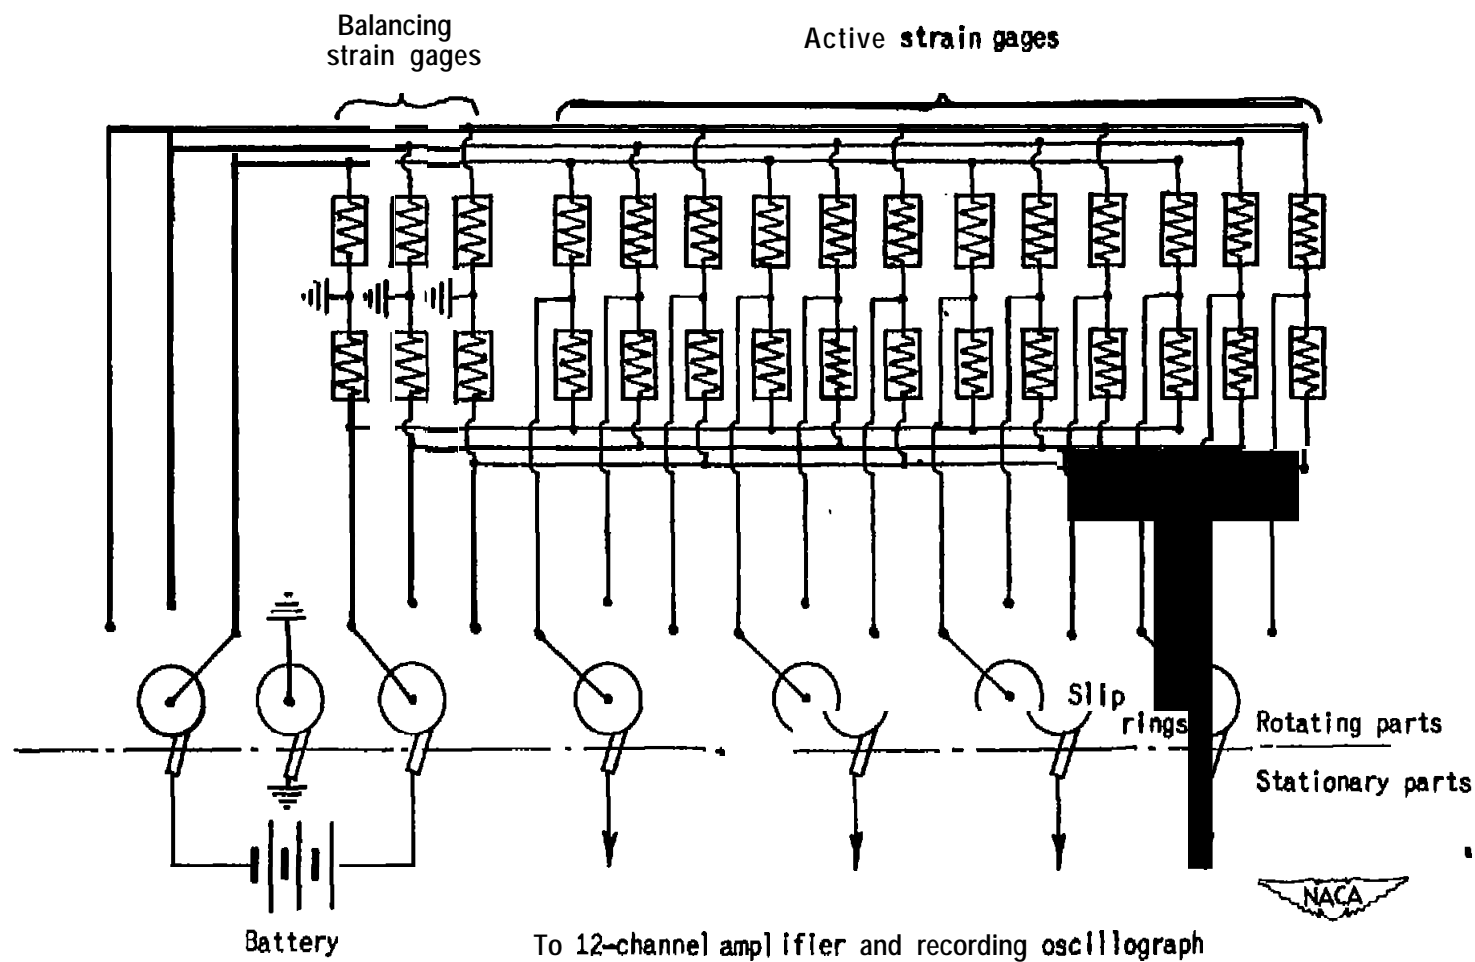 Balancing
strain gages
Active strain gages
Slip
rings
Rotating parts
Stationary parts
NACA
Battery
To 12-channel amplifier and recording oscillograph